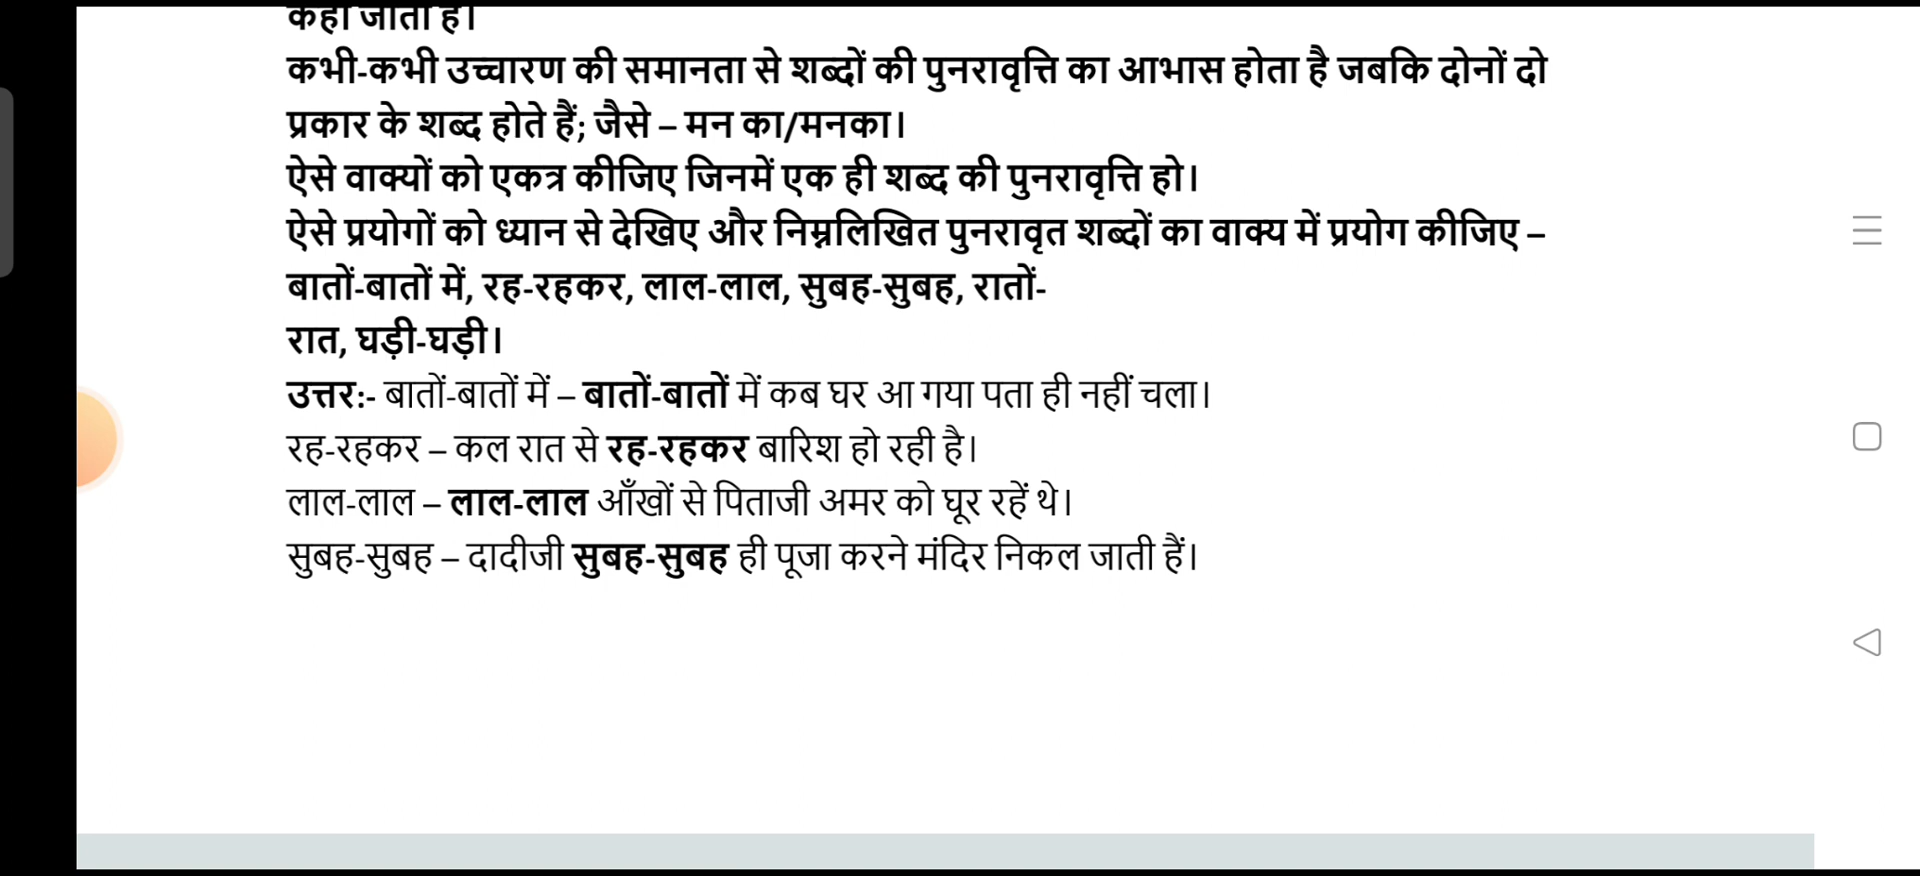 कहा जाता है।
कभी-कभी उच्चारण की समानता से शब्दों की पुनरावृत्ति का आभास होता है जबकि दोनों दो
प्रकार के शब्द होते हैं; जैसे – मन का/मनका।
ऐसे वाक्यों को एकत्र कीजिए जिनमें एक ही शब्द की पुनरावृत्ति हो।
ऐसे प्रयोगों को ध्यान से देखिए और निम्नलिखित पुनरावृत शब्दों का वाक्य में प्रयोग कीजिए –
बातों-बातों में, रह-रहकर, लाल-लाल, सुबह-सुबह, रातों-
रात, घड़ी-घड़ी।
उत्तर:- बातों-बातों में – बातों-बातों में कब घर आ गया पता ही नहीं चला।
रह-रहकर – कल रात से रह-रहकर बारिश हो रही है।
लाल-लाल – लाल-लाल आँखों से पिताजी अमर को घूर रहें थे।
सुबह-सुबह – दादीजी सुबह-सुबह ही पूजा करने मंदिर निकल जाती हैं।